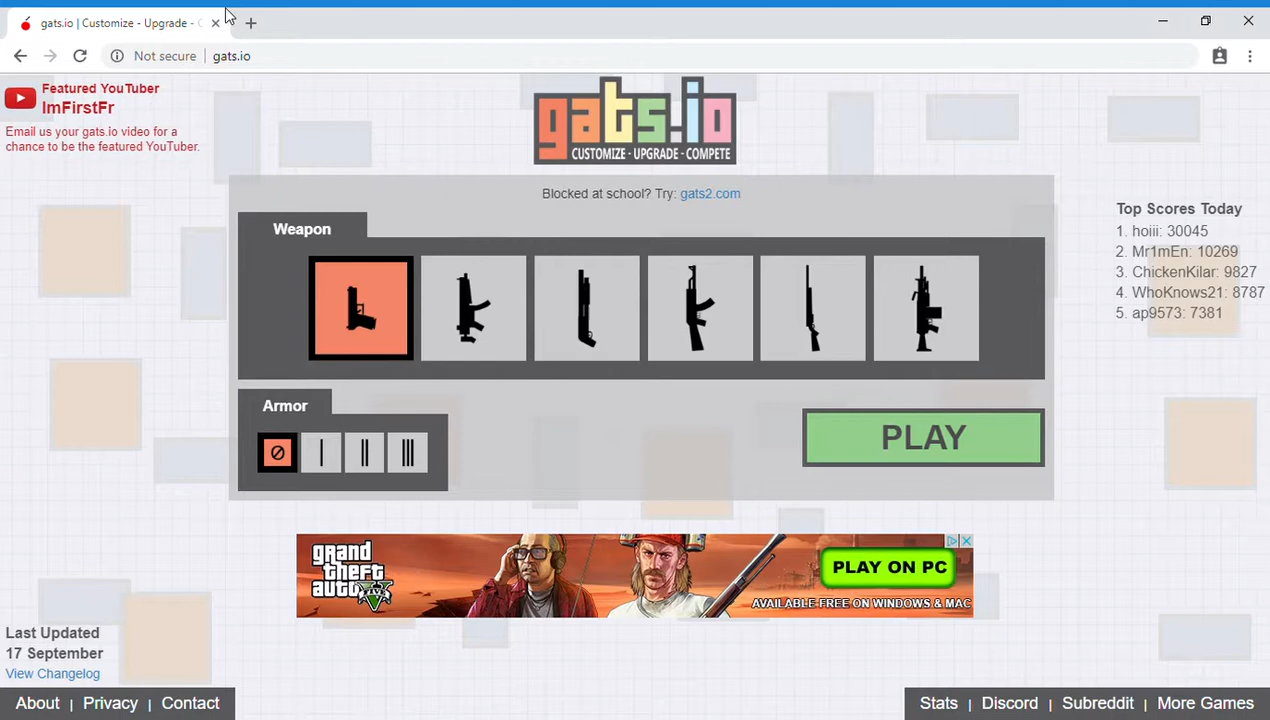 gats.io | Customize - Upgrade -
Not secure
gats.io
Featured YouTuber
ImFirstFr
Email us your gats.io video for a
chance to be the featured YouTuber.
gats.io
CUSTOMIZE - UPGRADE - COMPETE
Blocked at school? Try: gats2.com
Weapon
Armor
PLAY
Top Scores Today
1. hoiii: 30045
2. Mr1mEn: 10269
3. ChickenKilar: 9827
4. WhoKnows21: 8787
5. ap9573: 7381
grand
theft
auto
V
FIVE
PLAY ON PC
AVAILABLE FREE ON WINDOWS & MAC
Last Updated
17 September
View Changelog
About | Privacy | Contact
Stats | Discord | Subreddit | More Games